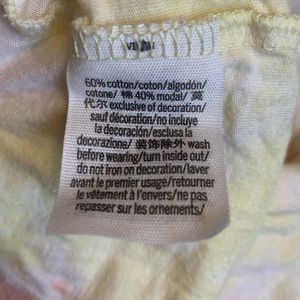 60% cotton/coton/algodón/
cotone/ 棉 40% modal/ 莫
代尔 exclusive of decoration/
sauf décoration/no incluye
la decoración/esclusa la
decorazione/ 装饰除外 wash
before wearing/turn inside out/
do not iron on decoration/laver
avant le premier usage/retourner
le vêtement à l'envers/ne pas
repasser sur les ornements/